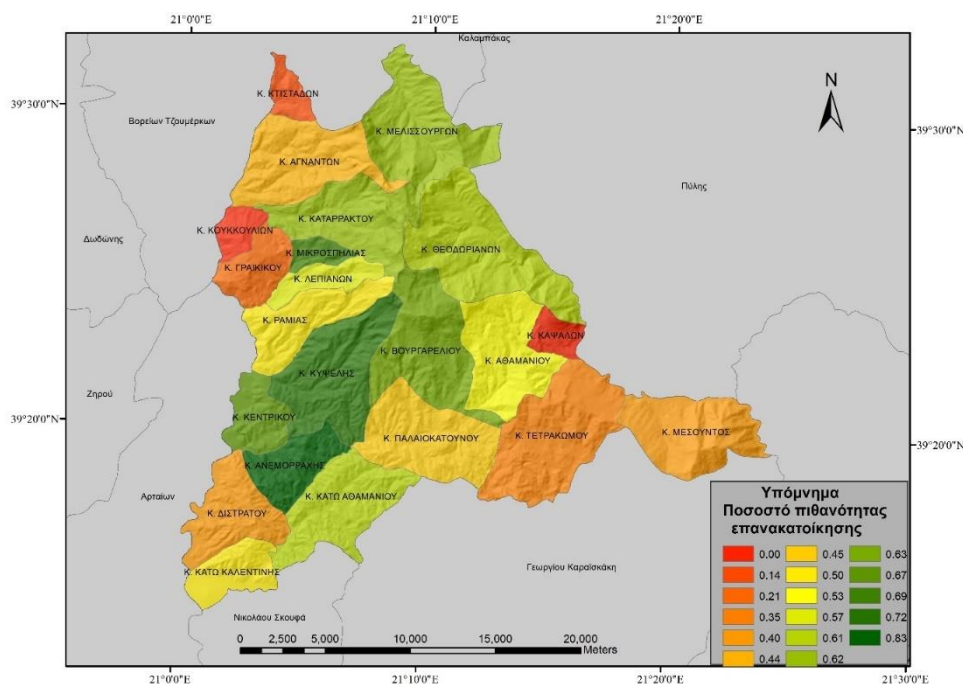 21°0'0"E 21°10'0"E 21°20'0"E
Καλαμπάκας
39°30'0"N
39°30'0"N
N
Κ. ΚΤΙΣΤΑΔΩΝ
Βορείων Τζουμέρκων
Κ. ΜΕΛΙΣΣΟΥΡΓΩΝ
Κ. ΑΓΝΑΝΤΩΝ
Πύλης
Κ. ΚΑΤΑΡΡΑΚΤΟΥ
Κ. ΚΟΥΚΚΟΥΛΙΩΝ
Δωδώνης
Κ. ΘΕΟΔΩΡΙΑΝΩΝ
Κ. ΜΙΚΡΟΣΠΗΛΙΑΣ
Κ. ΓΡΑΙΚΙΚΟΥ
Κ. ΛΕΠΙΑΝΩΝ
Κ. ΡΑΜΙΑΣ
Κ. ΚΑΨΑΛΩΝ
Κ. ΒΟΥΡΓΑΡΕΛΙΟΥ
Κ. ΑΘΑΜΑΝΙΟΥ
Κ. ΚΥΨΕΛΗΣ
Ζηρού
39°20'0"N
Κ. ΚΕΝΤΡΙΚΟΥ
Κ. ΠΑΛΑΙΟΚΑΤΟΥΝΟΥ
Κ. ΤΕΤΡΑΚΩΜΟΥ
Κ. ΜΕΣΟΥΝΤΟΣ
39°20'0"N
Κ. ΑΝΕΜΟΡΡΑΧΗΣ
Αρταίων
Κ. ΚΑΤΩ ΑΘΑΜΑΝΙΟΥ
Κ. ΔΙΣΤΡΑΤΟΥ
Κ. ΚΑΤΩ ΚΑΛΕΝΤΙΝΗΣ
Γεωργίου Καραϊσκάκη
Νικολάου Σκουφά
Υπόμνημα
Ποσοστό πιθανότητας
επανακατοίκησης
0.00 0.45 0.63
0.14 0.50 0.67
0.21 0.53 0.69
0.35 0.57 0.72
0.40 0.61 0.83
0.44 0.62
0 2,500 5,000 10,000 15,000 20,000
Meters
21°0'0"E 21°10'0"E 21°20'0"E 21°30'0"E